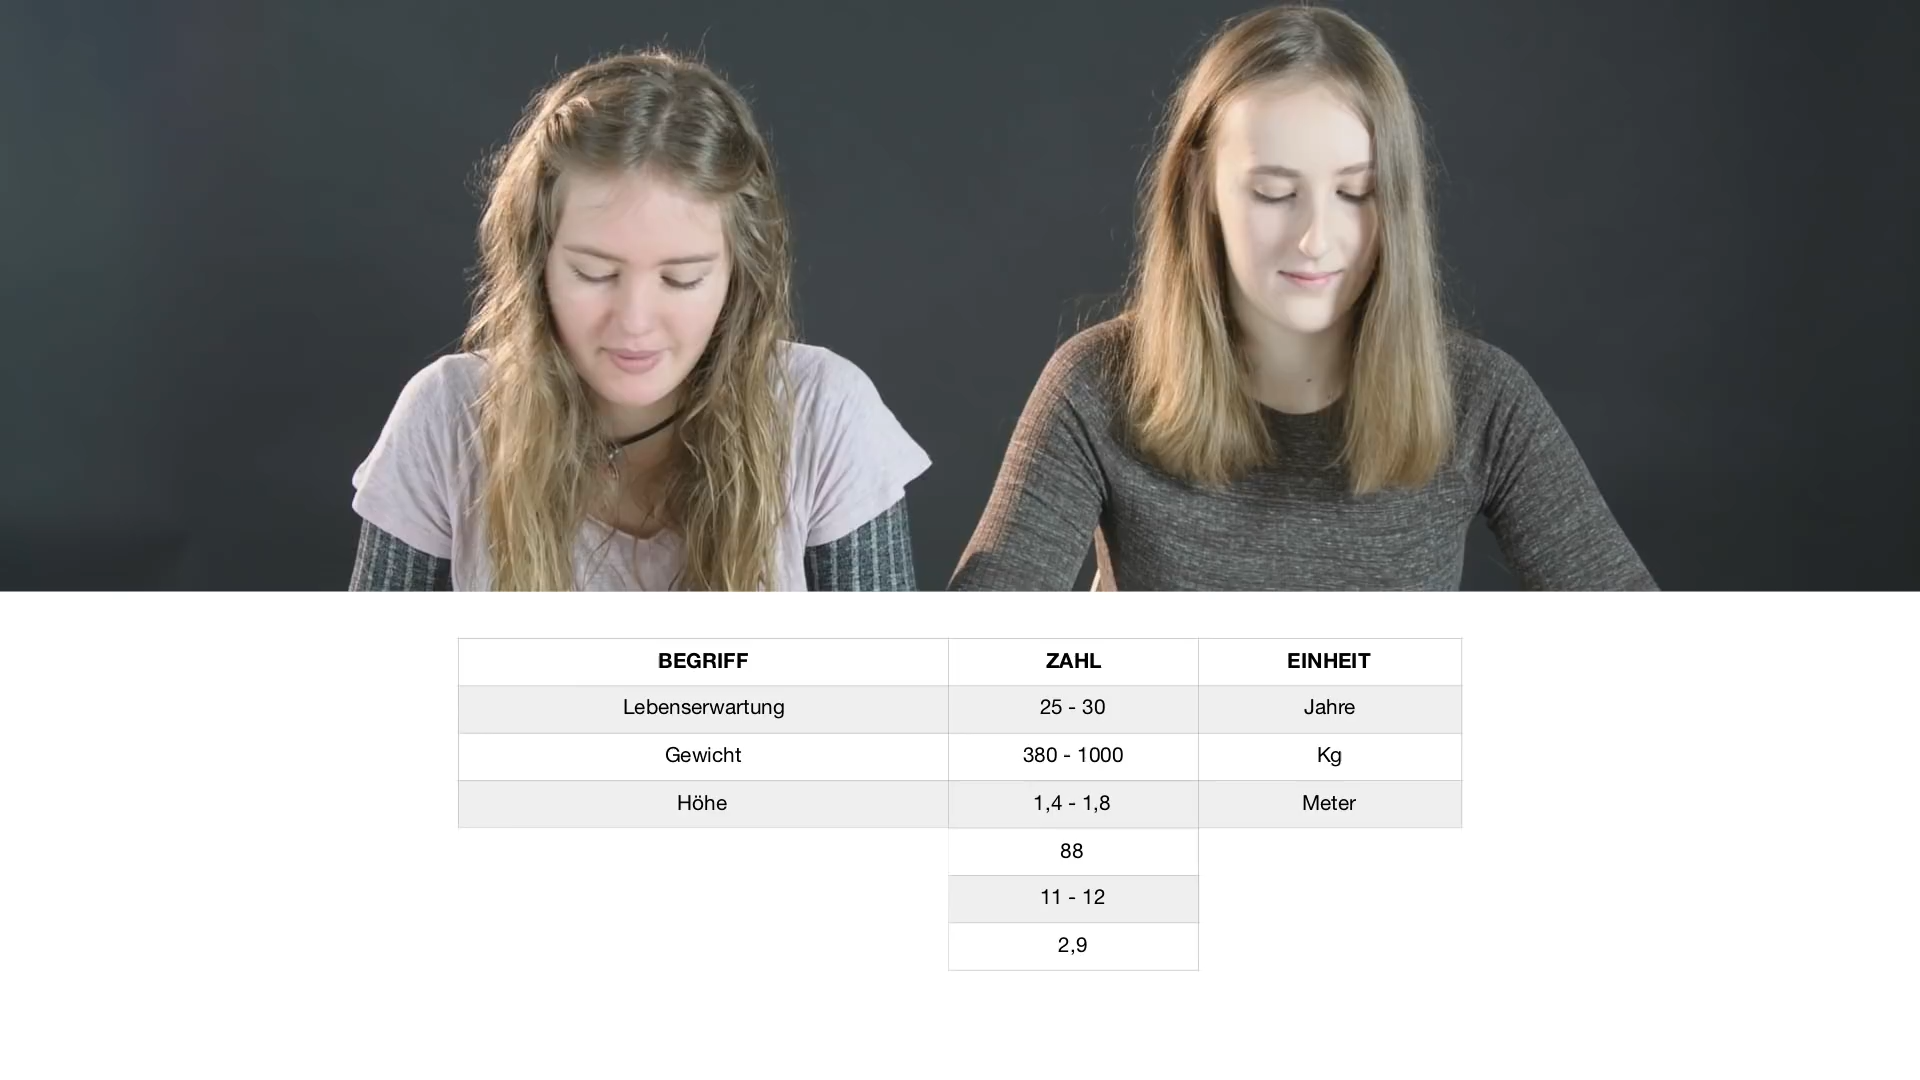 BEGRIFF ZAHL EINHEIT
Lebenserwartung 25 - 30 Jahre
Gewicht 380 - 1000 Kg
Höhe 1,4 - 1,8 Meter
88
11 - 12
2,9